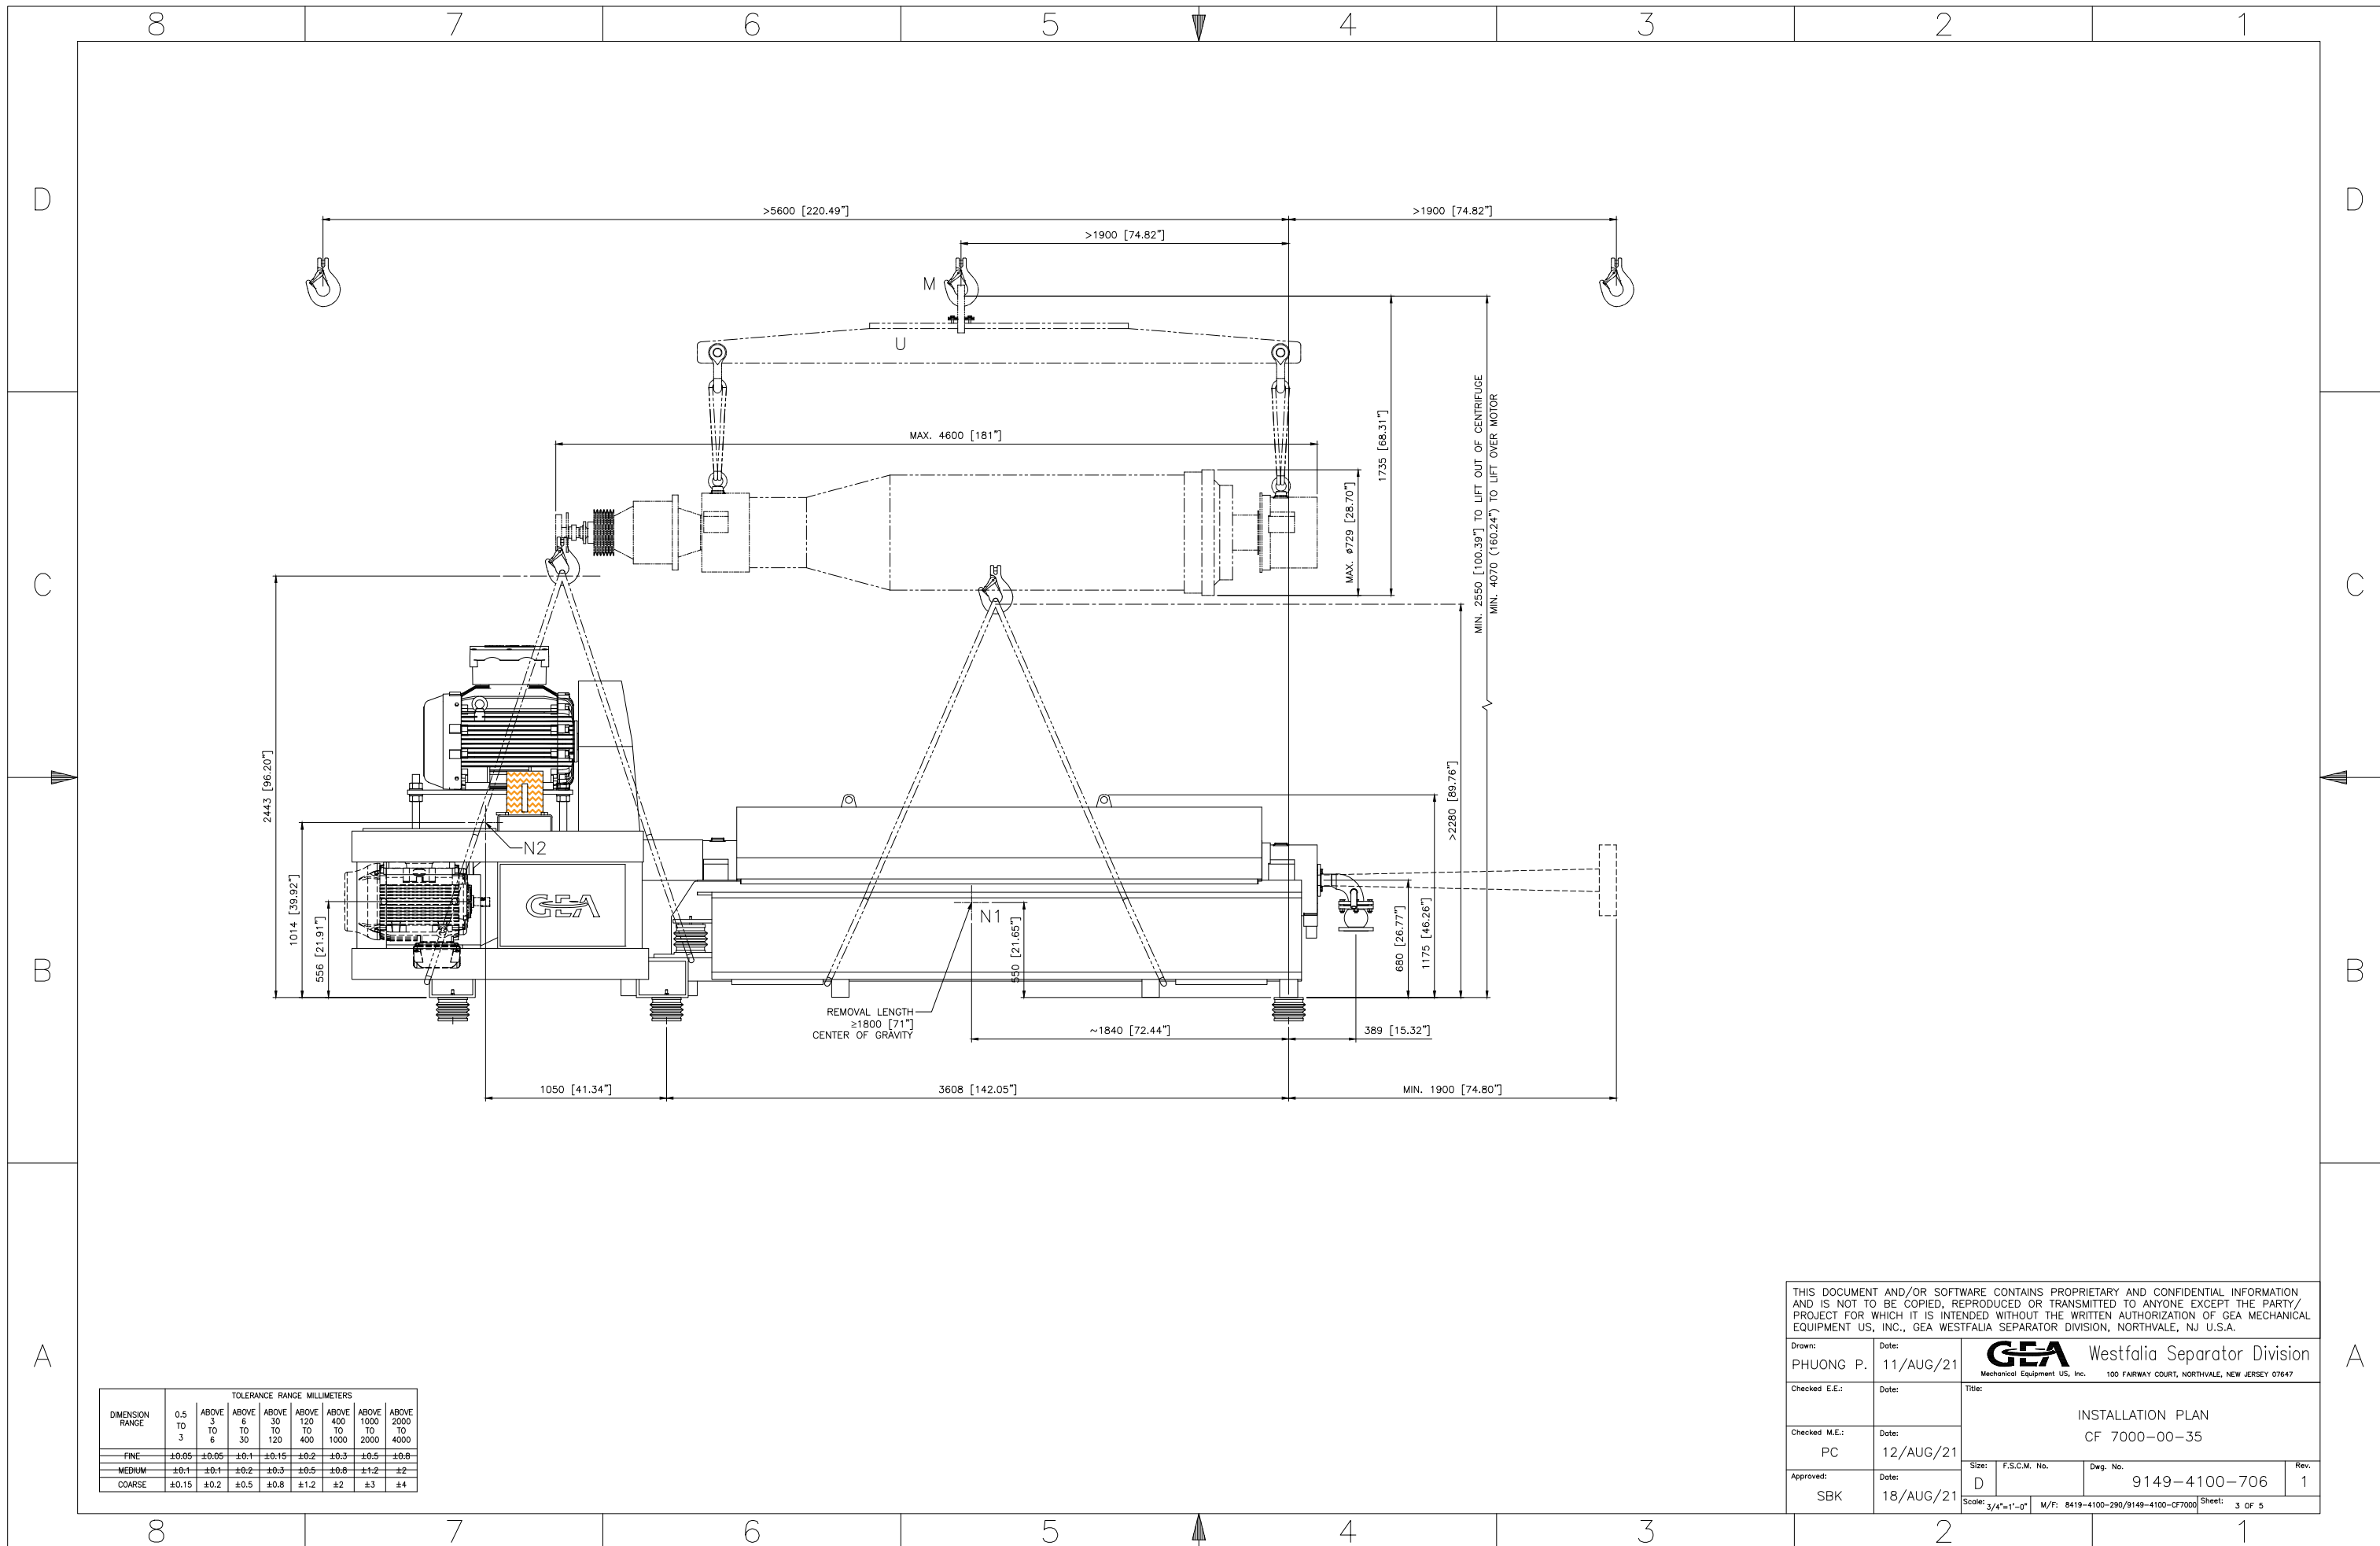 8 7 6 5 4 3 2 1
D D
>5600 [220.49"]
>1900 [74.82"]
>1900 [74.82"]
M
U
MAX. 4600 [181"]
1735 [68.31"]
MAX. ø729 [28.70"]
MIN. 2550 [100.39"] TO LIFT OUT OF CENTRIFUGE
MIN. 4070 (160.24") TO LIFT OVER MOTOR
C C
2443 [96.20"]
>2280 [89.76"]
N2
1014 [39.92"]
556 [21.91"]
GEA
N1
550 [21.65"]
680 [26.77"]
1175 [46.26"]
B B
REMOVAL LENGTH
≥1800 [71"]
CENTER OF GRAVITY
~1840 [72.44"]
389 [15.32"]
1050 [41.34"]
3608 [142.05"]
MIN. 1900 [74.80"]
A A
TOLERANCE RANGE MILLIMETERS
DIMENSION RANGE 0.5 TO 3 ABOVE 3 TO 6 ABOVE 6 TO 30 ABOVE 30 TO 120 ABOVE 120 TO 400 ABOVE 400 TO 1000 ABOVE 1000 TO 2000 ABOVE 2000 TO 4000
FINE ±0.05 ±0.05 ±0.1 ±0.15 ±0.2 ±0.3 ±0.5 ±0.8
MEDIUM ±0.1 ±0.1 ±0.2 ±0.3 ±0.5 ±0.8 ±1.2 ±2
COARSE ±0.15 ±0.2 ±0.5 ±0.8 ±1.2 ±2 ±3 ±4
THIS DOCUMENT AND/OR SOFTWARE CONTAINS PROPRIETARY AND CONFIDENTIAL INFORMATION
AND IS NOT TO BE COPIED, REPRODUCED OR TRANSMITTED TO ANYONE EXCEPT THE PARTY/
PROJECT FOR WHICH IT IS INTENDED WITHOUT THE WRITTEN AUTHORIZATION OF GEA MECHANICAL
EQUIPMENT US, INC., GEA WESTFALIA SEPARATOR DIVISION, NORTHVALE, NJ U.S.A.
Drawn: PHUONG P.
Date: 11/AUG/21
GEA Westfalia Separator Division
Mechanical Equipment US, Inc. 100 FAIRWAY COURT, NORTHVALE, NEW JERSEY 07647
Checked E.E.:
Date:
Title:
INSTALLATION PLAN
CF 7000-00-35
Checked M.E.: PC
Date: 12/AUG/21
Approved: SBK
Date: 18/AUG/21
Size: D
F.S.C.M. No.
Dwg. No. 9149-4100-706
Rev. 1
Scale: 3/4"=1'-0"
M/F: 8419-4100-290/9149-4100-CF7000
Sheet: 3 OF 5
8 7 6 5 4 3 2 1